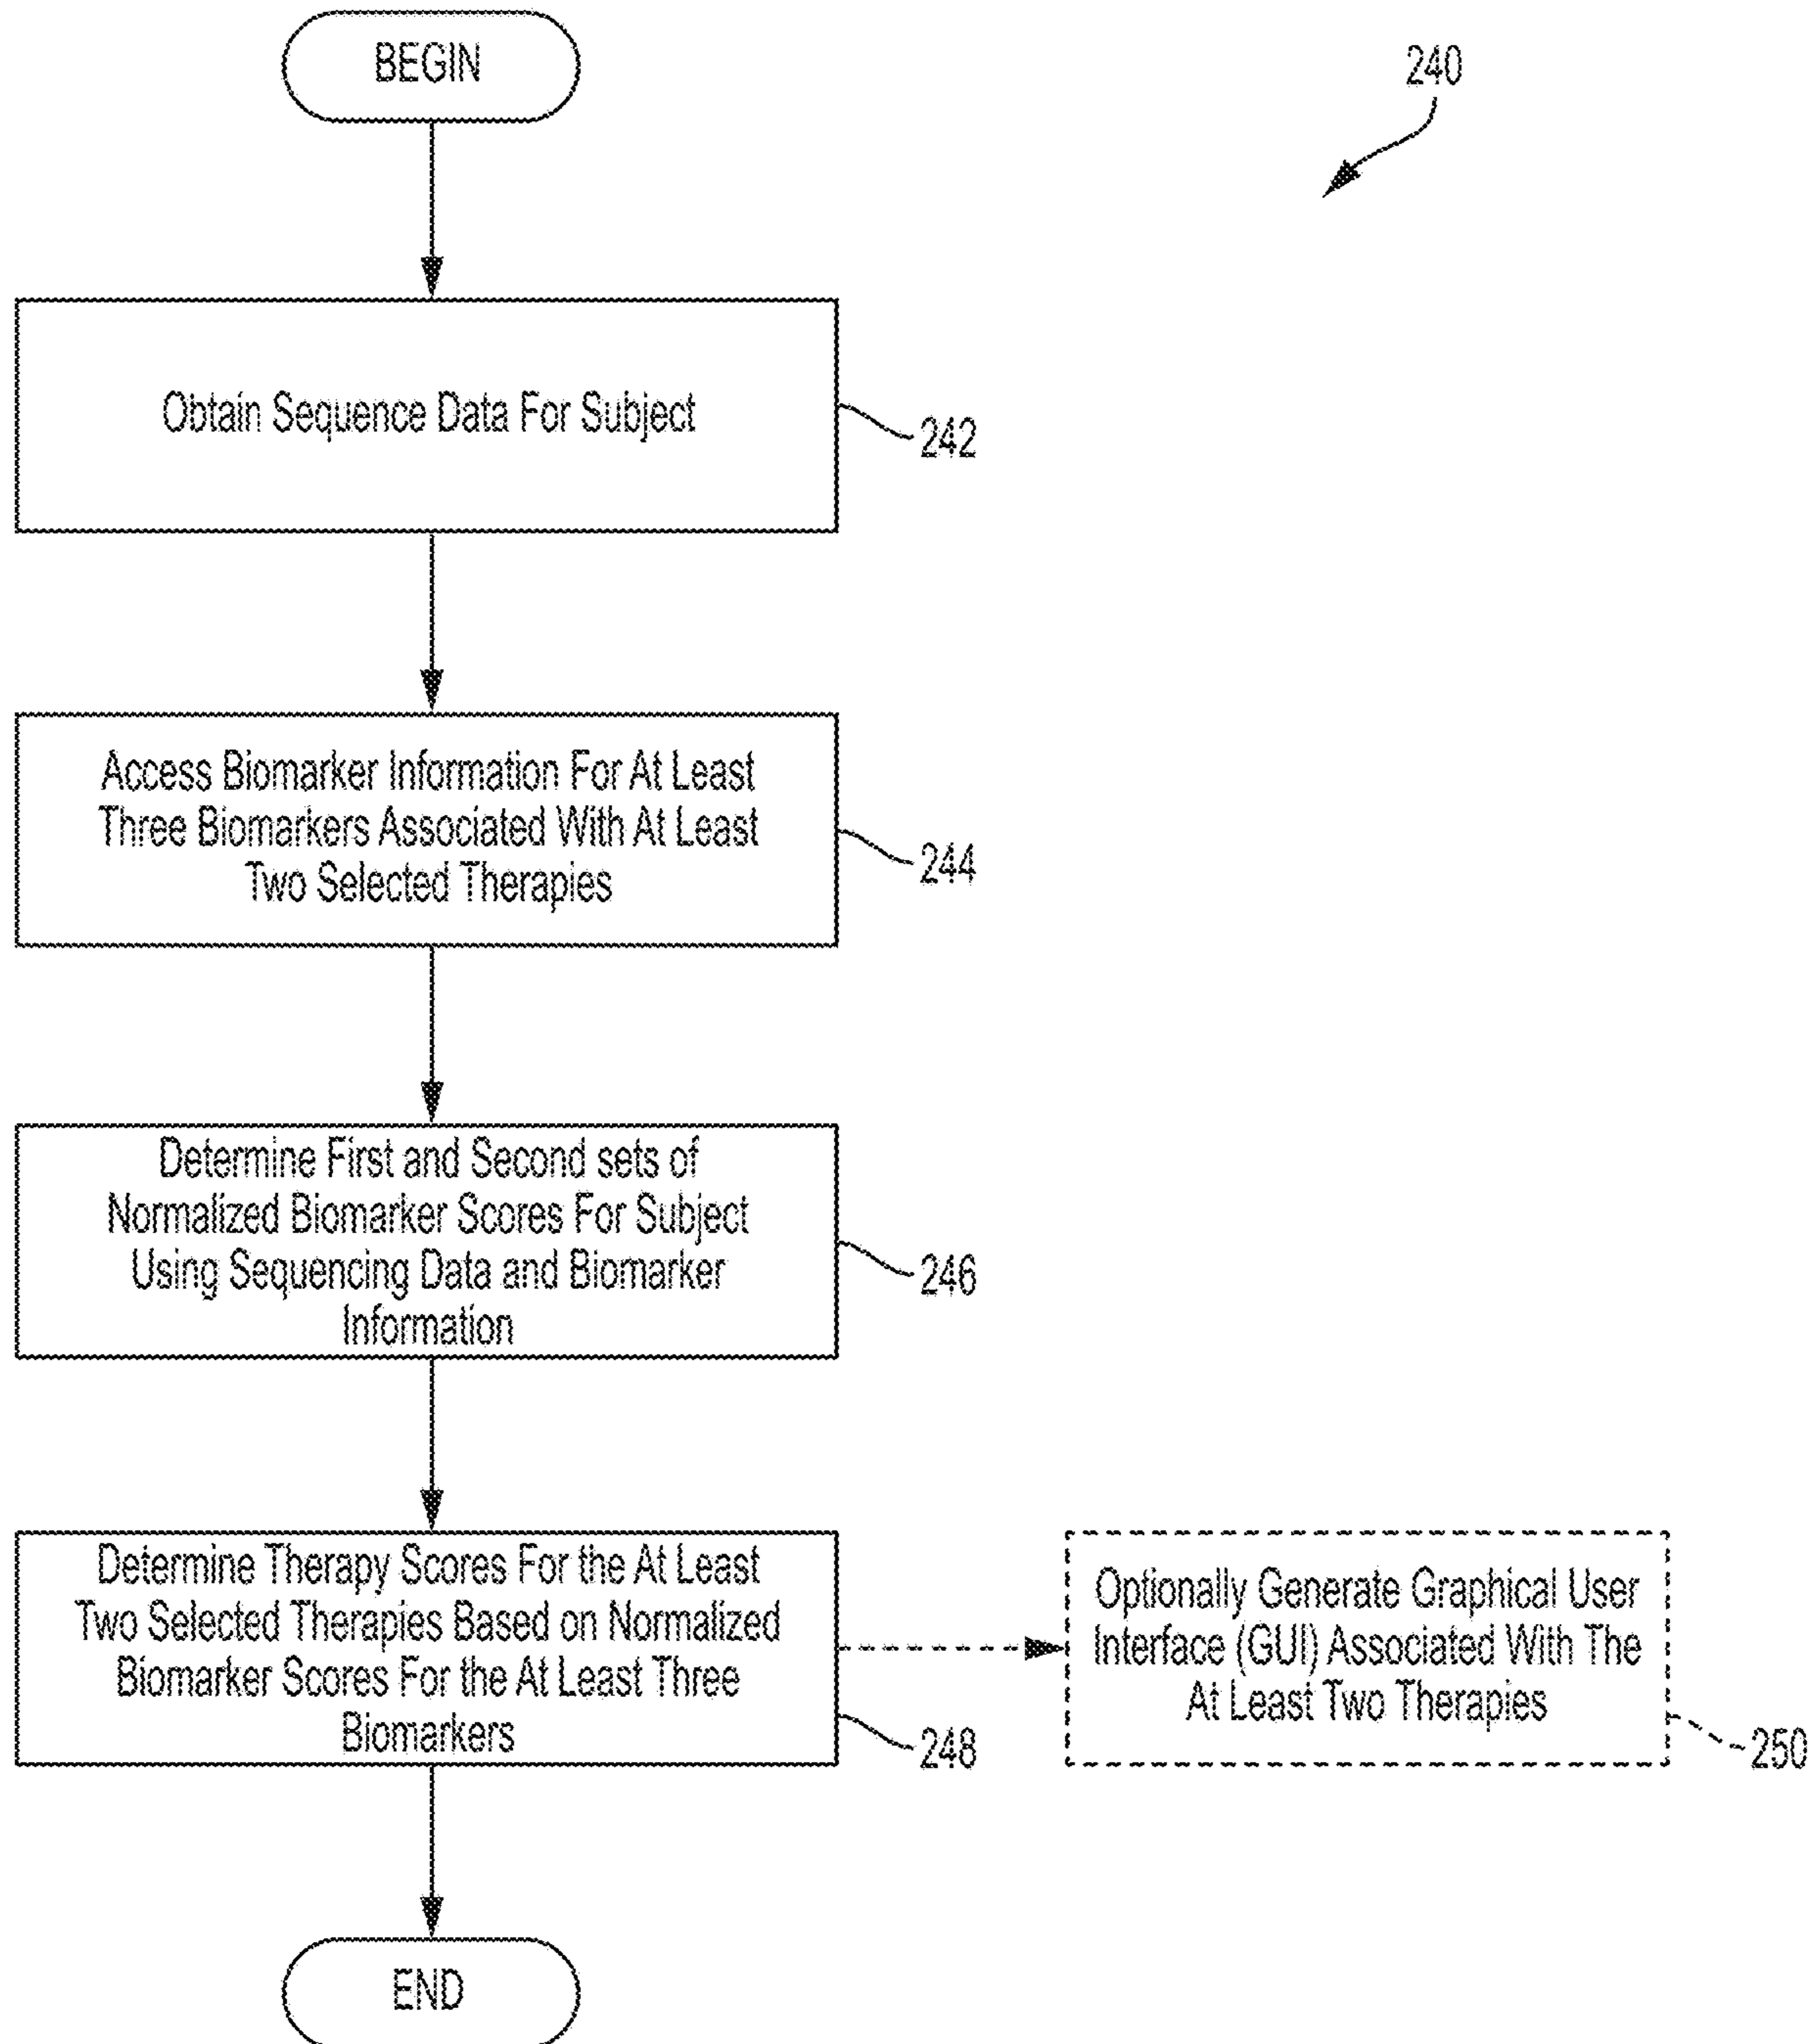 BEGIN
240
Obtain Sequence Data For Subject
242
Access Biomarker Information For At Least
Three Biomarkers Associated With At Least
Two Selected Therapies
244
Determine First and Second sets of
Normalized Biomarker Scores For Subject
Using Sequencing Data and Biomarker
Information
246
Determine Therapy Scores For the At Least
Two Selected Therapies Based on Normalized
Biomarker Scores For the At Least Three
Biomarkers
248
Optionally Generate Graphical User
Interface (GUI) Associated With The
At Least Two Therapies
250
END